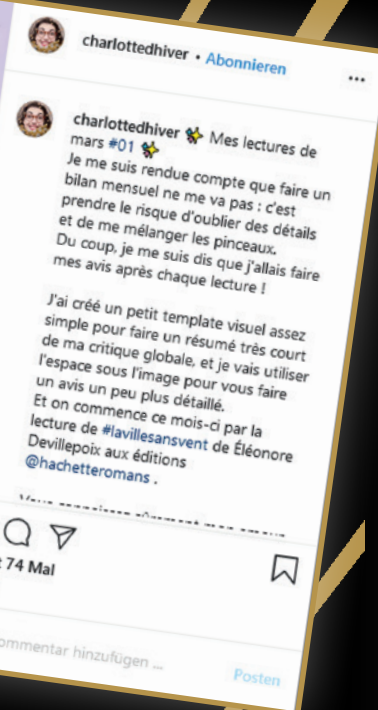 charlottedhiver • Abonnieren
charlottedhiver ✨ Mes lectures de
mars #01 ✨
Je me suis rendue compte que faire un
bilan mensuel ne me va pas : c'est
prendre le risque d'oublier des détails
et de me mélanger les pinceaux.
Du coup, je me suis dis que j'allais faire
mes avis après chaque lecture !
J'ai créé un petit template visuel assez
simple pour faire un résumé très court
de ma critique globale, et je vais utiliser
l'espace sous l'image pour vous faire
un avis un peu plus détaillé.
Et on commence ce mois-ci par la
lecture de #lavillesansvent de Éléonore
Devillepoix aux éditions
@hachetteromans .
74 Mal
hinzufügen ...
Posten